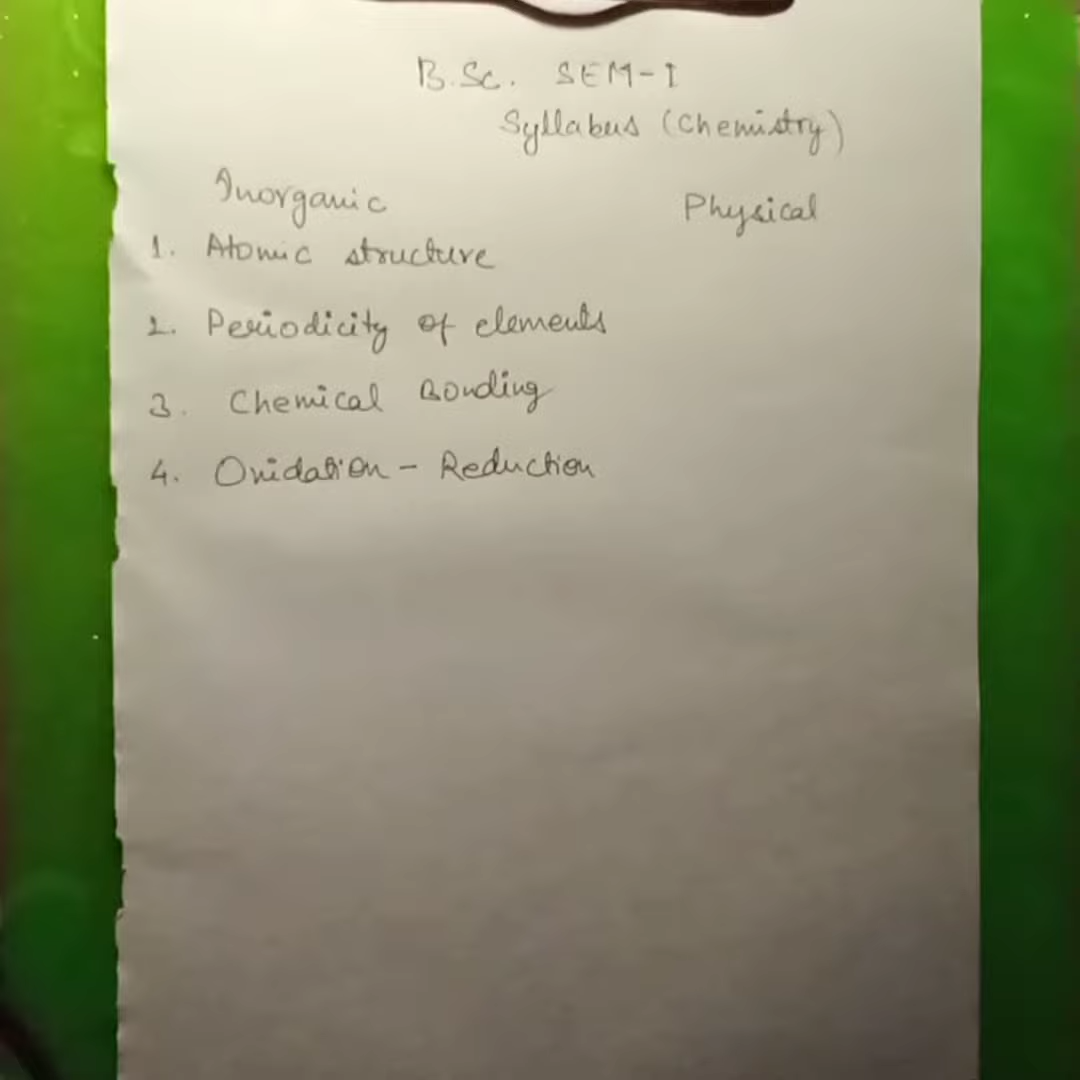 B.Sc. SEM-I
Syllabus (Chemistry)
Inorganic
Physical
1. Atomic structure
2. Periodicity of elements
3. Chemical Bonding
4. Oxidation - Reduction